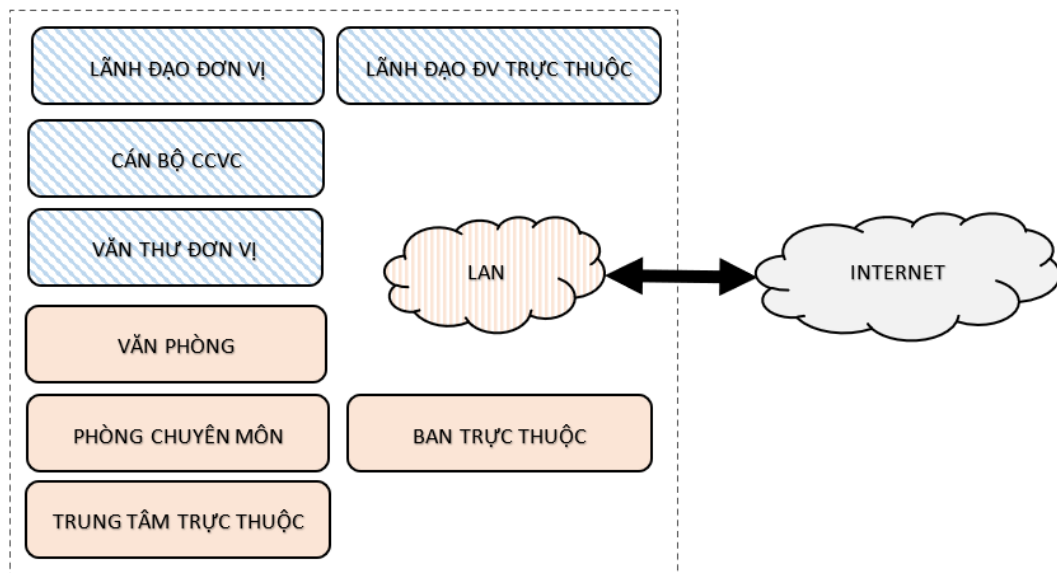 LÃNH ĐẠO ĐƠN VỊ
LÃNH ĐẠO ĐV TRỰC THUỘC
CÁN BỘ CCVC
VĂN THƯ ĐƠN VỊ
LAN
INTERNET
VĂN PHÒNG
PHÒNG CHUYÊN MÔN
BAN TRỰC THUỘC
TRUNG TÂM TRỰC THUỘC